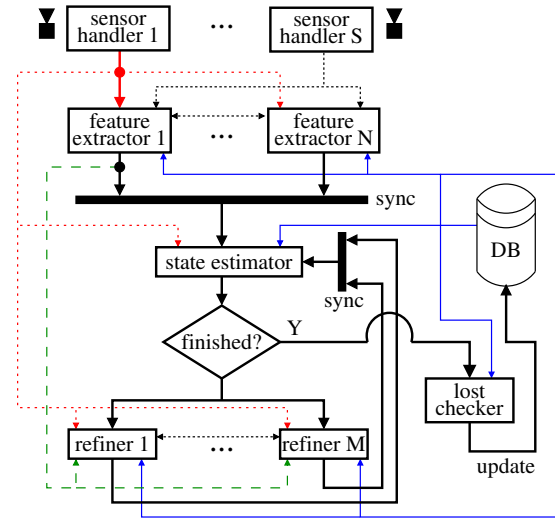 sensor
handler 1
...
sensor
handler S
feature
extractor 1
...
feature
extractor N
sync
DB
state estimator
sync
finished?
Y
lost
checker
refiner 1
...
refiner M
update